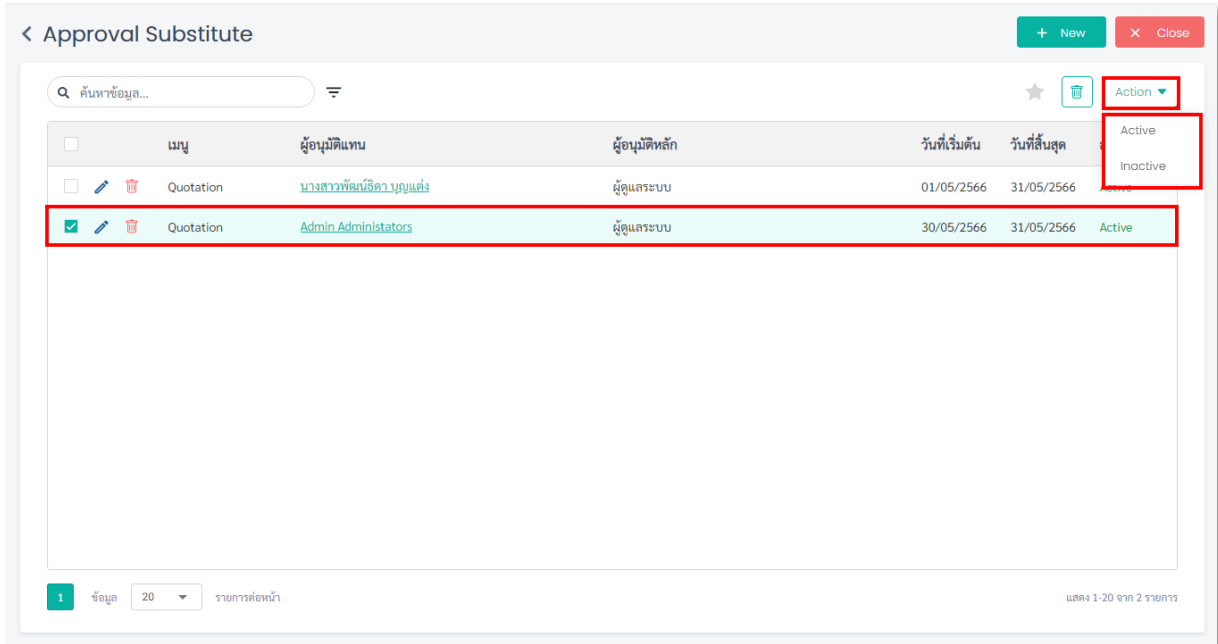 Approval Substitute
+ New
× Close
ค้นหาข้อมูล...
Action
Active
Inactive
เมนู ผู้อนุมัติแทน ผู้อนุมัติหลัก วันที่เริ่มต้น วันที่สิ้นสุด
Quotation นางสาวพัฒน์ธิดา บุญแต่ง ผู้ดูแลระบบ 01/05/2566 31/05/2566 Active
Quotation Admin Administators ผู้ดูแลระบบ 30/05/2566 31/05/2566 Active
1 ข้อมูล 20 รายการต่อหน้า
แสดง 1-20 จาก 2 รายการ